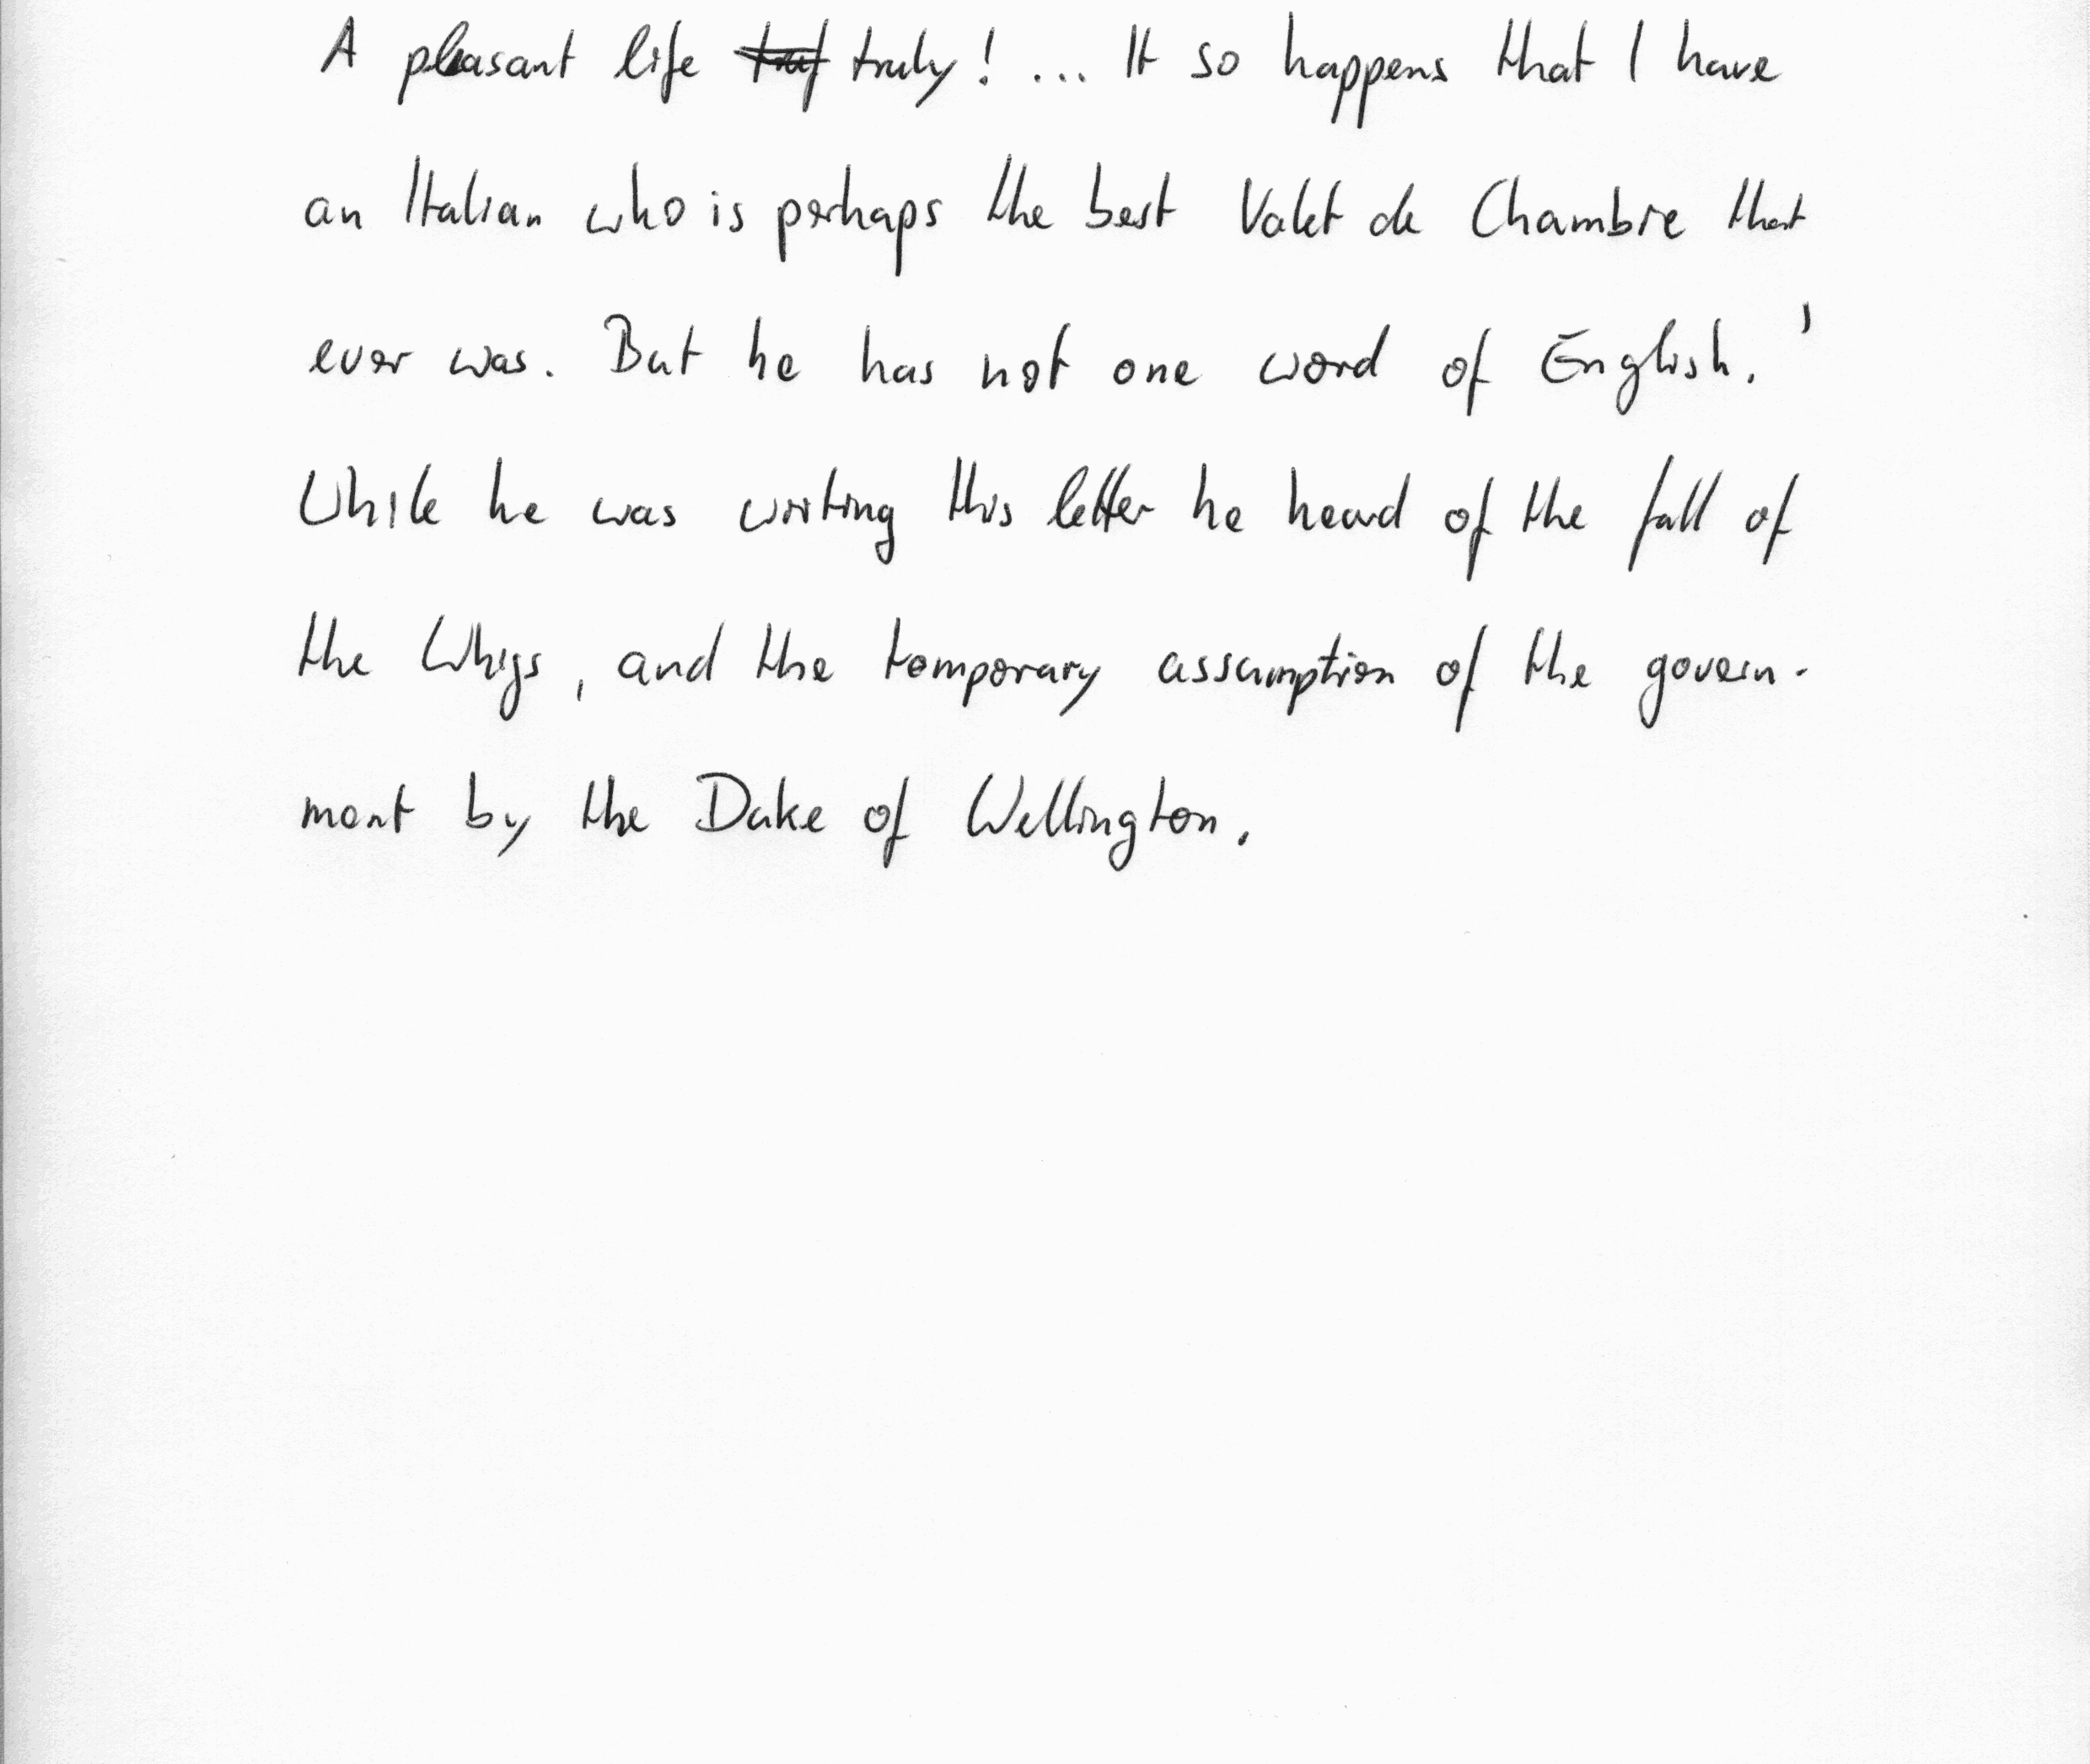 A pleasant life truly! ... It so happens that I have
an Italian who is perhaps the best Valet de Chambre that
ever was. But he has not one word of English.'
While he was writing this letter he heard of the fall of
the Whigs, and the temporary assumption of the govern-
ment by the Duke of Wellington.